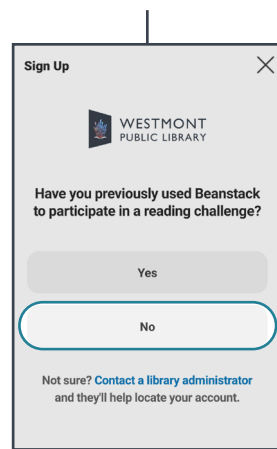 Sign Up
WESTMONT
PUBLIC LIBRARY
Have you previously used Beanstack
to participate in a reading challenge?
Yes
No
Not sure? Contact a library administrator
and they'll help locate your account.